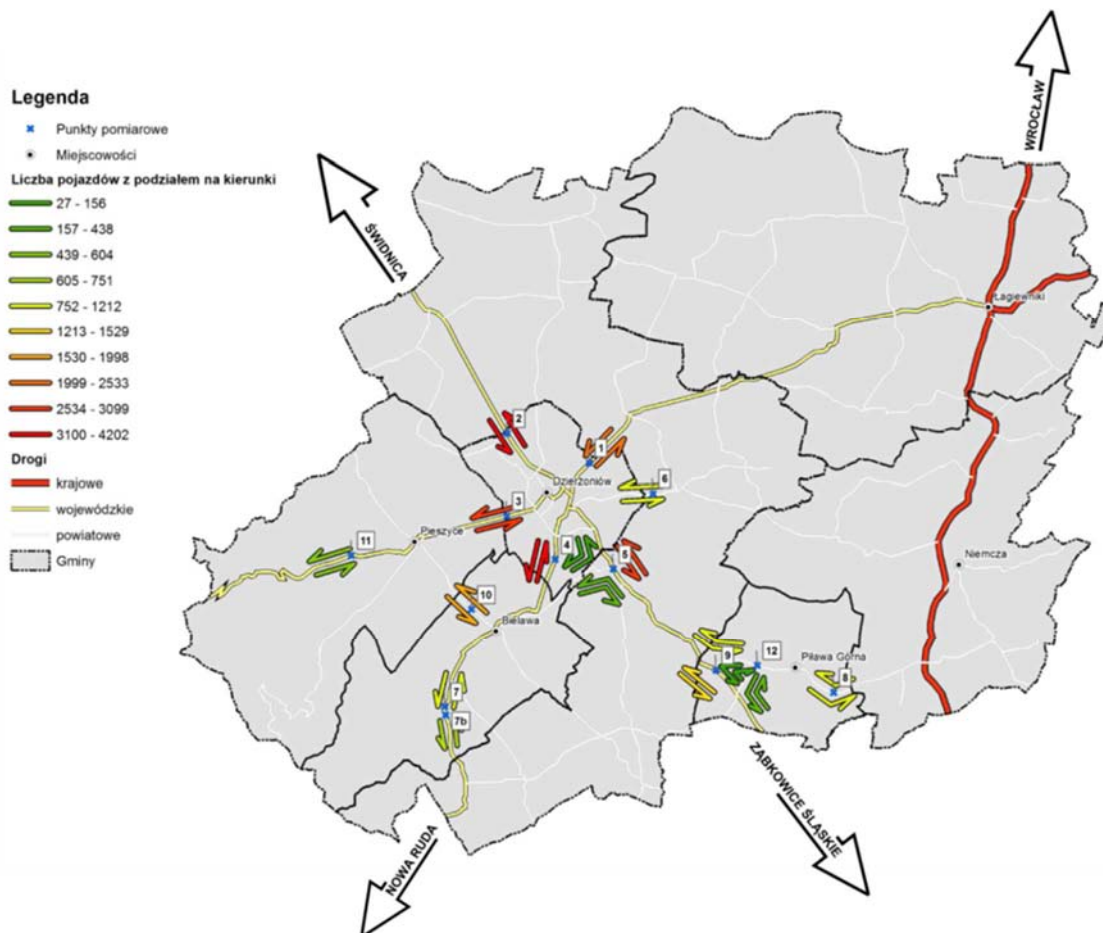 Legenda
Punkty pomiarowe
Miejscowości
Liczba pojazdów z podziałem na kierunki
27 - 156
157 - 438
439 - 604
605 - 751
752 - 1212
1213 - 1529
1530 - 1998
1999 - 2533
2534 - 3099
3100 - 4202
Drogi
krajowe
wojewódzkie
powiatowe
Gminy
WROCŁAW
ŚWIDNICA
Łagiewniki
2
1
Dzierżoniów
6
3
Pieszyce
11
4
5
Niemcza
10
Bielawa
9
12
Piława Górna
8
7
7b
ZĄBKOWICE ŚLĄSKIE
NOWA RUDA